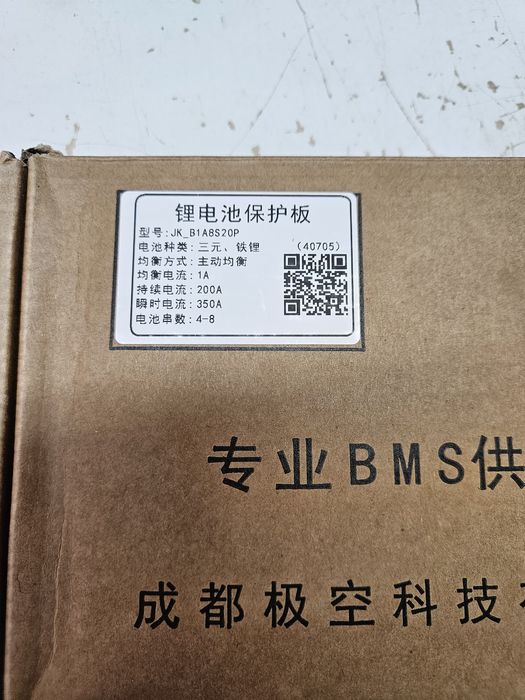 锂电池保护板
型号:JK_B1A8S20P
电池种类:三元、铁锂 (40705)
均衡方式:主动均衡
均衡电流:1A
持续电流:200A
瞬时电流:350A
电池串数:4-8
专业BMS供
成都极空科技